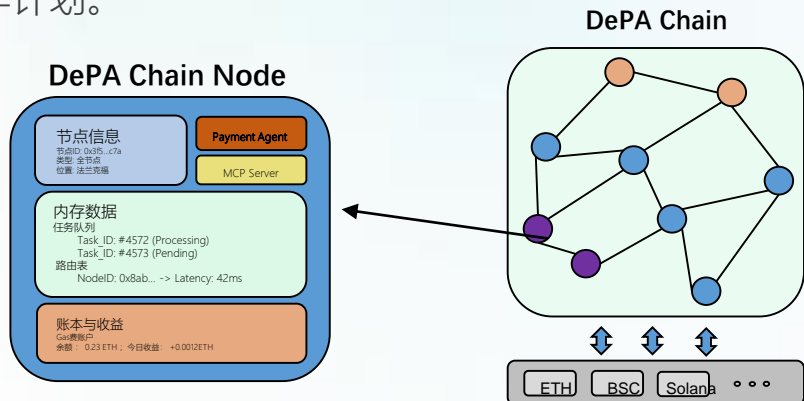 计划。
DePA Chain
DePA Chain Node
节点信息
节点ID: 0x3f5...c7a
类型: 全节点
位置: 法兰克福
Payment Agent
MCP Server
内存数据
任务队列
Task_ID: #4572 (Processing)
Task_ID: #4573 (Pending)
路由表
NodeID: 0x8ab... -> Latency: 42ms
账本与收益
Gas费账户
余额： 0.23 ETH ；今日收益： +0.0012ETH
ETH
BSC
Solana